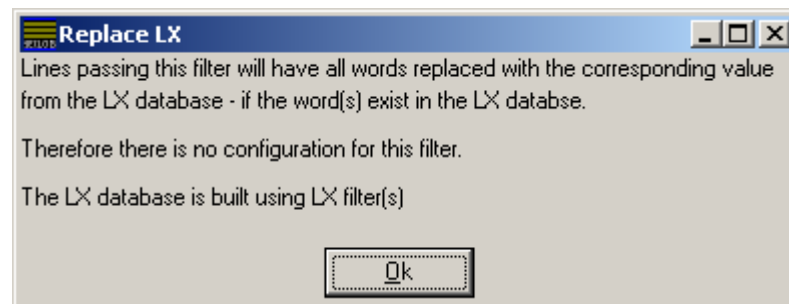 Replace LX
Lines passing this filter will have all words replaced with the corresponding value
from the LX database - if the word(s) exist in the LX databse.
Therefore there is no configuration for this filter.
The LX database is built using LX filter(s)
Ok